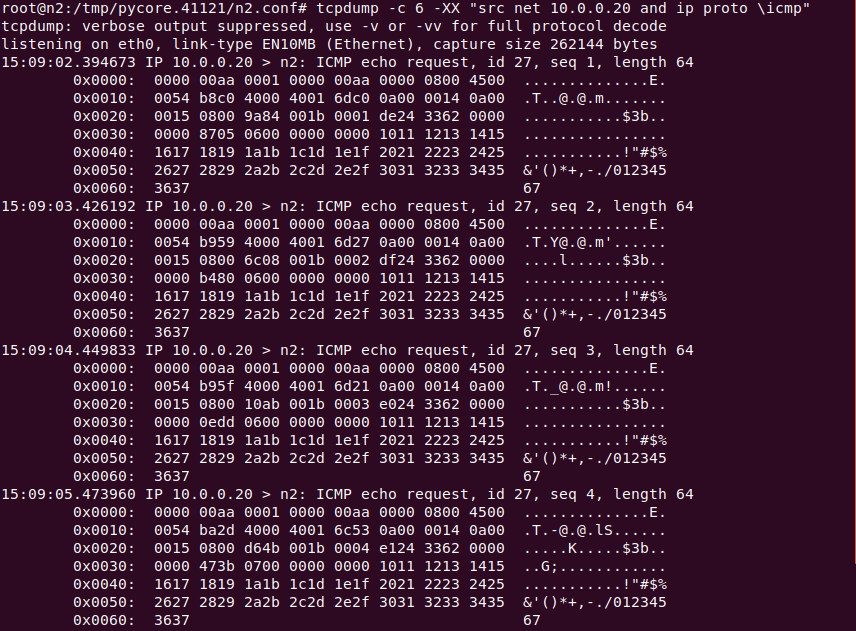 root@n2:/tmp/pycore.41121/n2.conf# tcpdump -c 6 -XX "src net 10.0.0.20 and ip proto \icmp"
tcpdump: verbose output suppressed, use -v or -vv for full protocol decode
listening on eth0, link-type EN10MB (Ethernet), capture size 262144 bytes
15:09:02.394673 IP 10.0.0.20 > n2: ICMP echo request, id 27, seq 1, length 64
        0x0000:  0000 00aa 0001 0000 00aa 0000 0800 4500  ..............E.
        0x0010:  0054 b8c0 4000 4001 6dc0 0a00 0014 0a00  .T..@.@.m.......
        0x0020:  0015 0800 9a84 001b 0001 de24 3362 0000  ...........$3b..
        0x0030:  0000 8705 0600 0000 0000 1011 1213 1415  ................
        0x0040:  1617 1819 1a1b 1c1d 1e1f 2021 2223 2425  ...........!"#$%
        0x0050:  2627 2829 2a2b 2c2d 2e2f 3031 3233 3435  &'()*+,-./012345
        0x0060:  3637                                     67
15:09:03.426192 IP 10.0.0.20 > n2: ICMP echo request, id 27, seq 2, length 64
        0x0000:  0000 00aa 0001 0000 00aa 0000 0800 4500  ..............E.
        0x0010:  0054 b959 4000 4001 6d27 0a00 0014 0a00  .T.Y@.@.m'......
        0x0020:  0015 0800 6c08 001b 0002 df24 3362 0000  ....l......$3b..
        0x0030:  0000 b480 0600 0000 0000 1011 1213 1415  ................
        0x0040:  1617 1819 1a1b 1c1d 1e1f 2021 2223 2425  ...........!"#$%
        0x0050:  2627 2829 2a2b 2c2d 2e2f 3031 3233 3435  &'()*+,-./012345
        0x0060:  3637                                     67
15:09:04.449833 IP 10.0.0.20 > n2: ICMP echo request, id 27, seq 3, length 64
        0x0000:  0000 00aa 0001 0000 00aa 0000 0800 4500  ..............E.
        0x0010:  0054 b95f 4000 4001 6d21 0a00 0014 0a00  .T._@.@.m!......
        0x0020:  0015 0800 10ab 001b 0003 e024 3362 0000  ...........$3b..
        0x0030:  0000 0edd 0600 0000 0000 1011 1213 1415  ................
        0x0040:  1617 1819 1a1b 1c1d 1e1f 2021 2223 2425  ...........!"#$%
        0x0050:  2627 2829 2a2b 2c2d 2e2f 3031 3233 3435  &'()*+,-./012345
        0x0060:  3637                                     67
15:09:05.473960 IP 10.0.0.20 > n2: ICMP echo request, id 27, seq 4, length 64
        0x0000:  0000 00aa 0001 0000 00aa 0000 0800 4500  ..............E.
        0x0010:  0054 ba2d 4000 4001 6c53 0a00 0014 0a00  .T.-@.@.lS......
        0x0020:  0015 0800 d64b 001b 0004 e124 3362 0000  .....K.....$3b..
        0x0030:  0000 473b 0700 0000 0000 1011 1213 1415  ..G;............
        0x0040:  1617 1819 1a1b 1c1d 1e1f 2021 2223 2425  ...........!"#$%
        0x0050:  2627 2829 2a2b 2c2d 2e2f 3031 3233 3435  &'()*+,-./012345
        0x0060:  3637                                     67